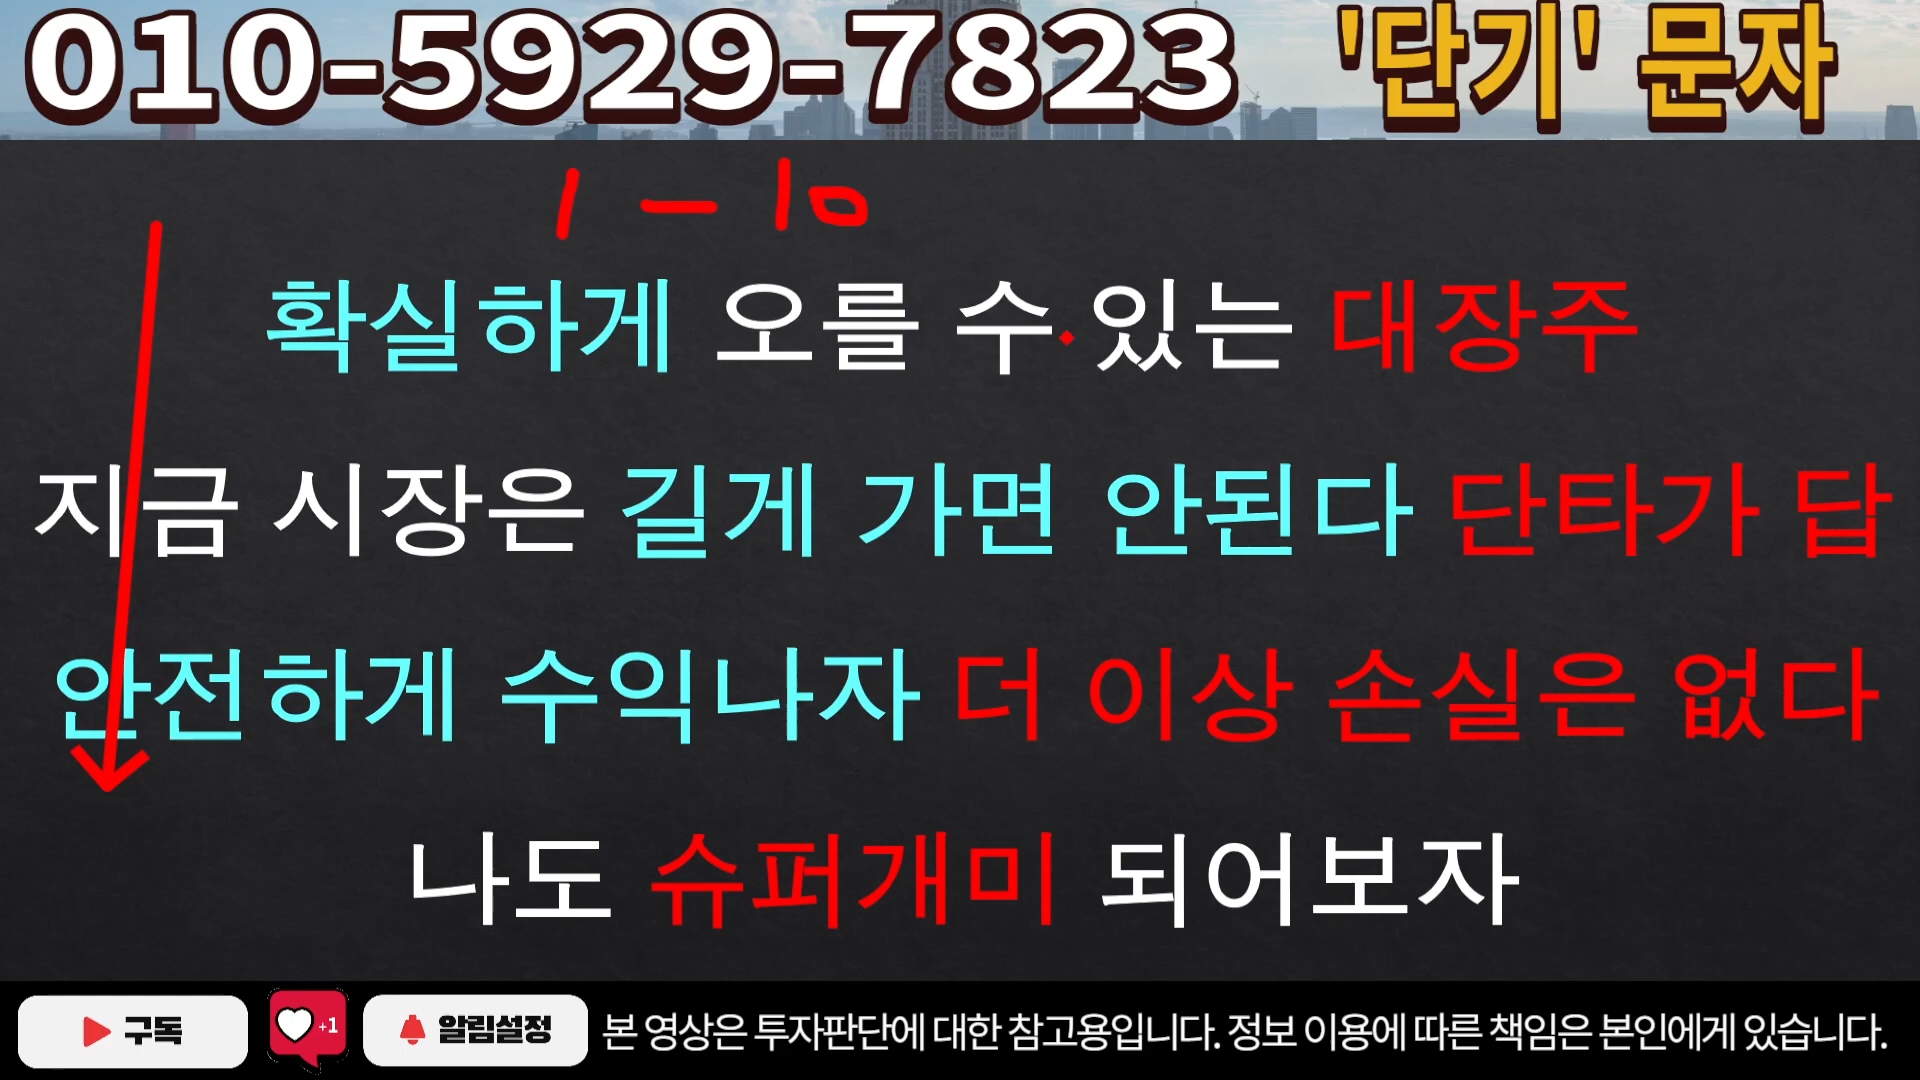 010-5929-7823 '단기' 문자
1 - 10
확실하게 오를 수 있는 대장주
지금 시장은 길게 가면 안된다 단타가 답
안전하게 수익나자 더 이상 손실은 없다
나도 슈퍼개미 되어보자
구독 +1 알림설정 본 영상은 투자판단에 대한 참고용입니다. 정보 이용에 따른 책임은 본인에게 있습니다.